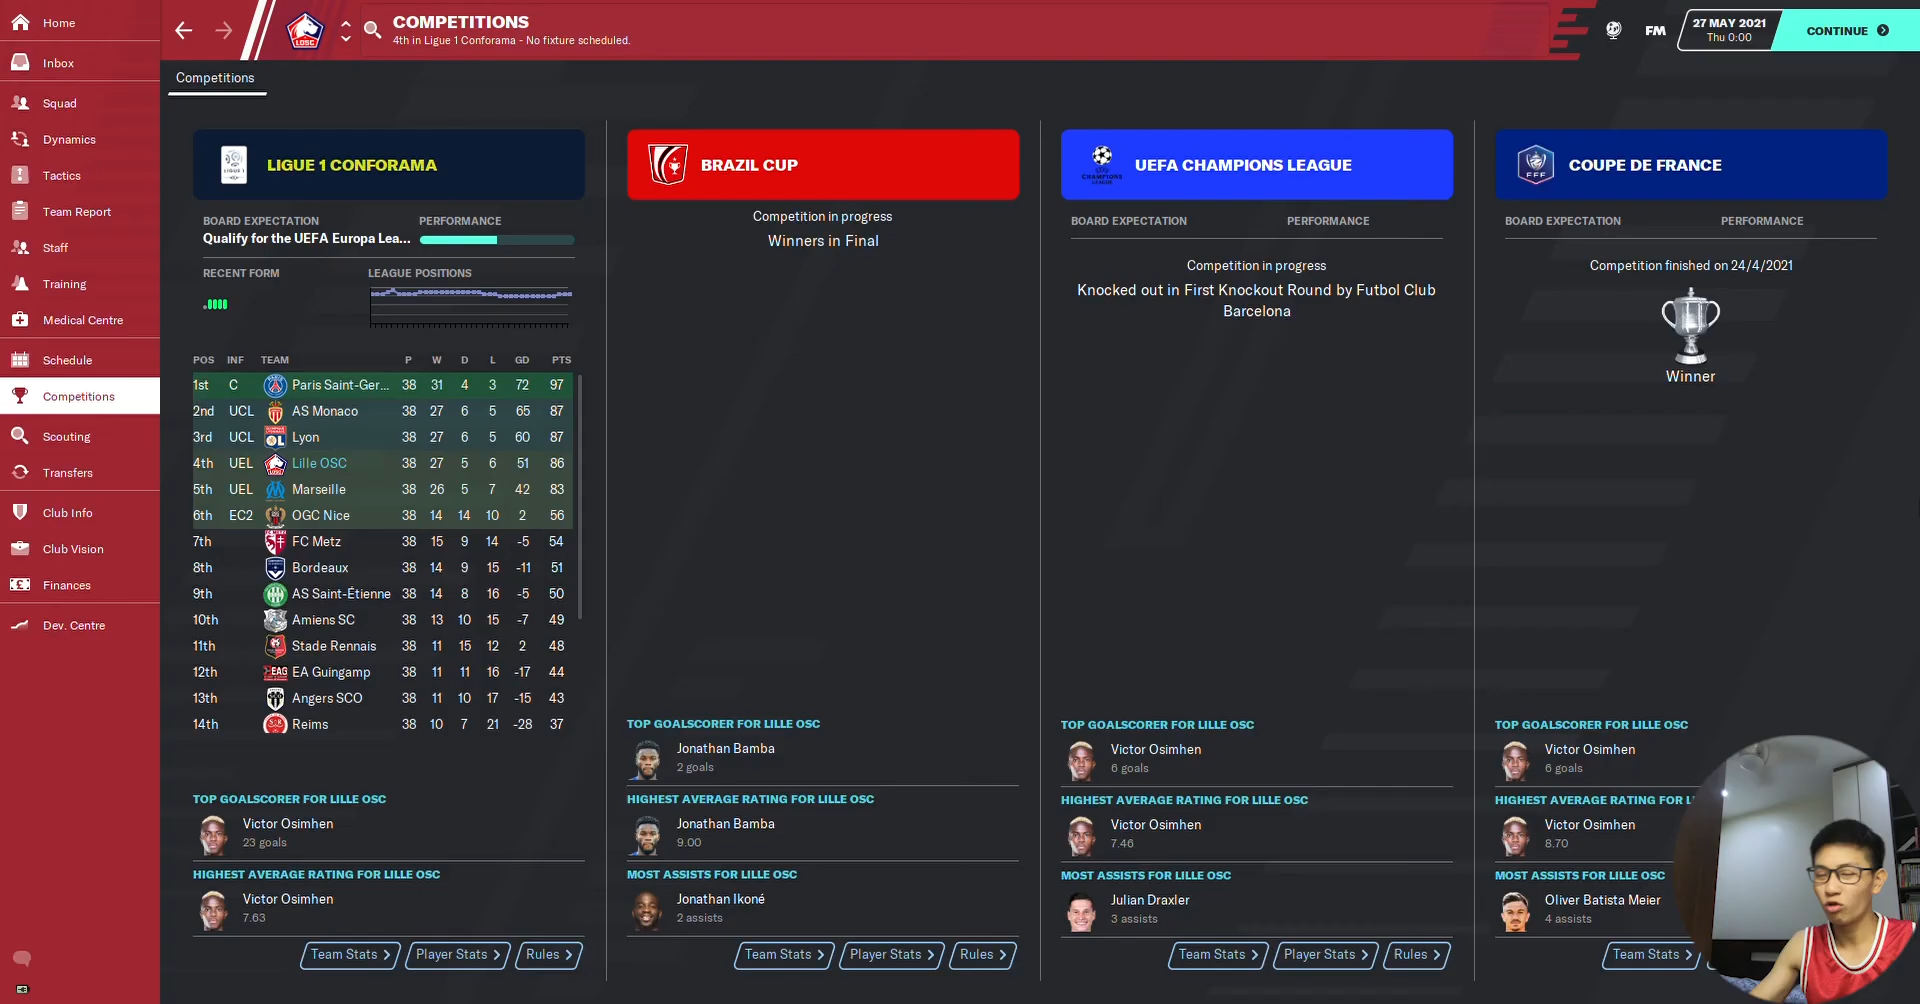 Home
Inbox
Squad
Dynamics
Tactics
Team Report
Staff
Training
Medical Centre
Schedule
Competitions
Scouting
Transfers
Club Info
Club Vision
Finances
Dev. Centre
LOSC
COMPETITIONS
4th in Ligue 1 Conforama - No fixture scheduled.
FM
27 MAY 2021
Thu 0:00
CONTINUE
Competitions
LIGUE 1 CONFORAMA
BOARD EXPECTATION PERFORMANCE
Qualify for the UEFA Europa Lea...
RECENT FORM LEAGUE POSITIONS
POS INF TEAM P W D L GD PTS
1st C Paris Saint-Ger... 38 31 4 3 72 97
2nd UCL AS Monaco 38 27 6 5 65 87
3rd UCL Lyon 38 27 6 5 60 87
4th UEL Lille OSC 38 27 5 6 51 86
5th UEL Marseille 38 26 5 7 42 83
6th EC2 OGC Nice 38 14 14 10 2 56
7th FC Metz 38 15 9 14 -5 54
8th Bordeaux 38 14 9 15 -11 51
9th AS Saint-Étienne 38 14 8 16 -5 50
10th Amiens SC 38 13 10 15 -7 49
11th Stade Rennais 38 11 15 12 2 48
12th EA Guingamp 38 11 11 16 -17 44
13th Angers SCO 38 11 10 17 -15 43
14th Reims 38 10 7 21 -28 37
TOP GOALSCORER FOR LILLE OSC
Victor Osimhen
23 goals
HIGHEST AVERAGE RATING FOR LILLE OSC
Victor Osimhen
7.63
Team Stats Player Stats Rules
BRAZIL CUP
Competition in progress
Winners in Final
TOP GOALSCORER FOR LILLE OSC
Jonathan Bamba
2 goals
HIGHEST AVERAGE RATING FOR LILLE OSC
Jonathan Bamba
9.00
MOST ASSISTS FOR LILLE OSC
Jonathan Ikoné
2 assists
Team Stats Player Stats Rules
CHAMPIONS LEAGUE
UEFA CHAMPIONS LEAGUE
BOARD EXPECTATION PERFORMANCE
Competition in progress
Knocked out in First Knockout Round by Futbol Club
Barcelona
TOP GOALSCORER FOR LILLE OSC
Victor Osimhen
6 goals
HIGHEST AVERAGE RATING FOR LILLE OSC
Victor Osimhen
7.46
MOST ASSISTS FOR LILLE OSC
Julian Draxler
3 assists
Team Stats Player Stats Rules
FFF
COUPE DE FRANCE
BOARD EXPECTATION PERFORMANCE
Competition finished on 24/4/2021
Winner
TOP GOALSCORER FOR LILLE OSC
Victor Osimhen
6 goals
HIGHEST AVERAGE RATING FOR L
Victor Osimhen
8.70
MOST ASSISTS FOR LILLE OSC
Oliver Batista Meier
4 assists
Team Stats